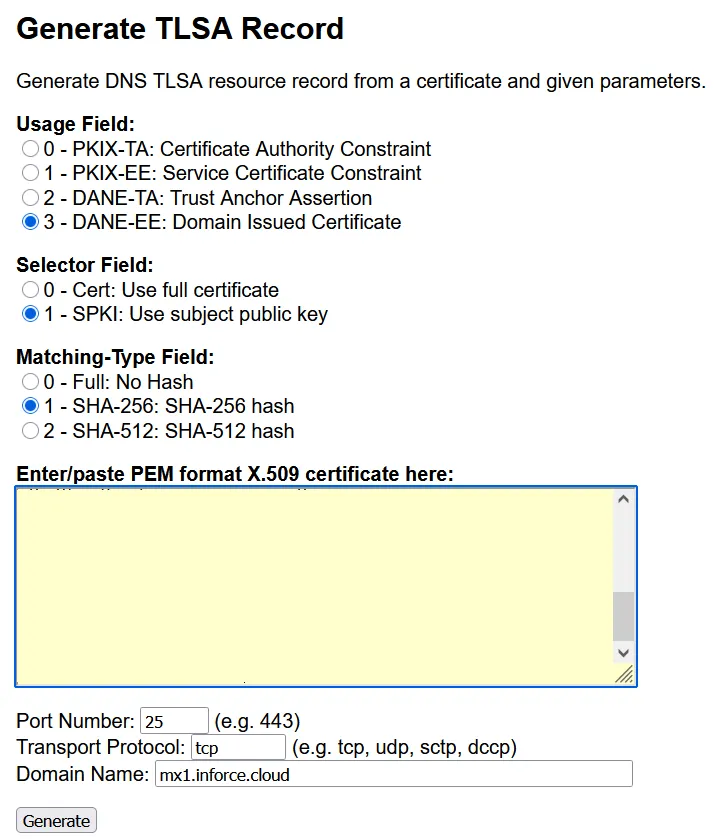 Generate TLSA Record
Generate DNS TLSA resource record from a certificate and given parameters.
Usage Field:
0 - PKIX-TA: Certificate Authority Constraint
1 - PKIX-EE: Service Certificate Constraint
2 - DANE-TA: Trust Anchor Assertion
3 - DANE-EE: Domain Issued Certificate
Selector Field:
0 - Cert: Use full certificate
1 - SPKI: Use subject public key
Matching-Type Field:
0 - Full: No Hash
1 - SHA-256: SHA-256 hash
2 - SHA-512: SHA-512 hash
Enter/paste PEM format X.509 certificate here:
Port Number: 25 (e.g. 443)
Transport Protocol: tcp (e.g. tcp, udp, sctp, dccp)
Domain Name: mx1.inforce.cloud
Generate